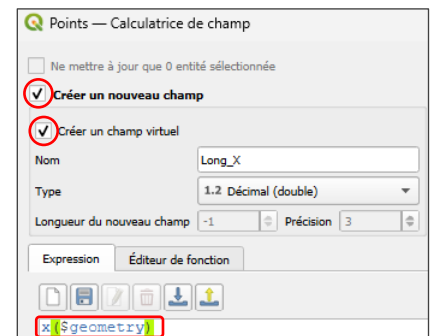 Points — Calculatrice de champ
Ne mettre à jour que 0 entité sélectionnée
Créer un nouveau champ
Créer un champ virtuel
Nom Long_X
Type 1.2 Décimal (double)
Longueur du nouveau champ -1 Précision 3
Expression Éditeur de fonction
x($geometry)